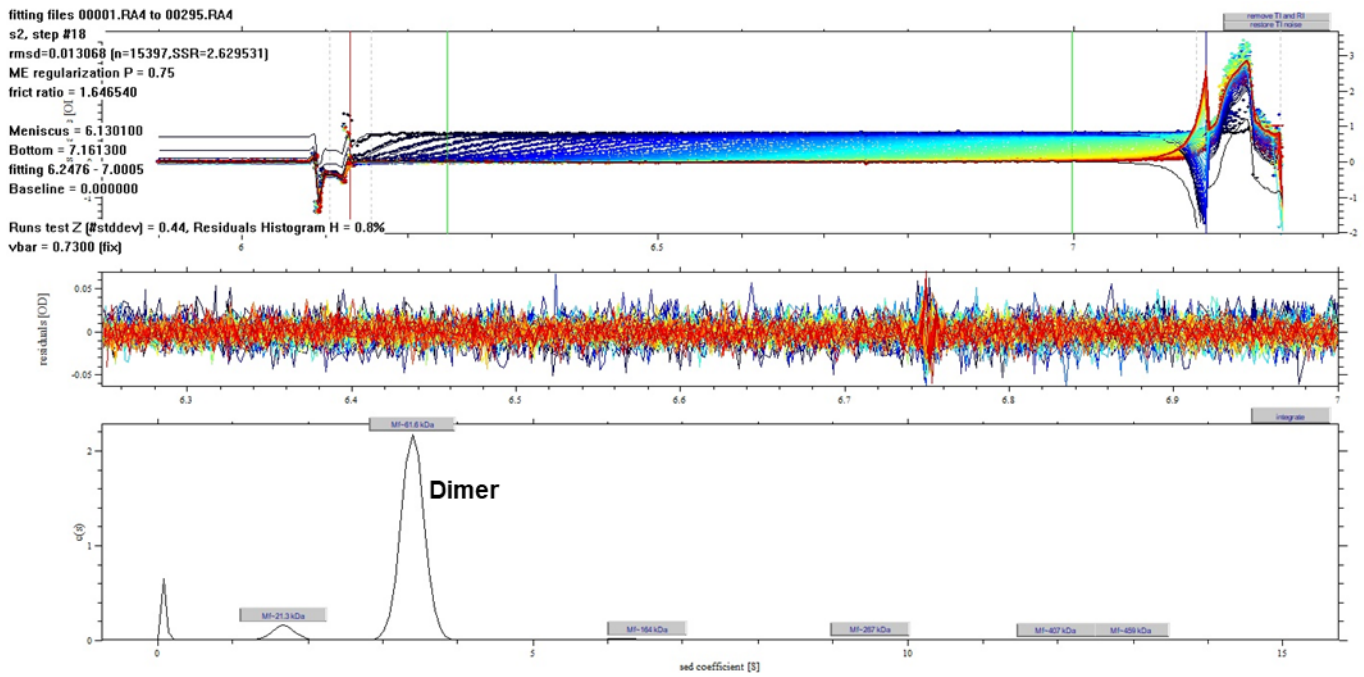 fitting files 00001.RA4 to 00295.RA4
s2, step #18
rmsd=0.013068 (n=15397,SSR=2.629531)
ME regularization P = 0.75
frict ratio = 1.646540
Meniscus = 6.130100
Bottom = 7.161300
fitting 6.2476 - 7.0005
Baseline = 0.000000
Runs test Z (#stddev) = 0.44, Residuals Histogram H = 0.8%
vbar = 0.7300 (fix)
remove TI and RI
restore TI noise
3
2
1
0
-1
-2
-1
6 6.5 7
residuals [OD]
0.05
0
-0.05
6.3 6.4 6.5 6.6 6.7 6.8 6.9 7
integrate
Mf~61.6 kDa
Dimer
Mf~21.3 kDa
Mf~164 kDa
Mf~267 kDa
Mf~407 kDa
Mf~459 kDa
c(s)
2
1
0
0 5 10 15
sed coefficient [S]